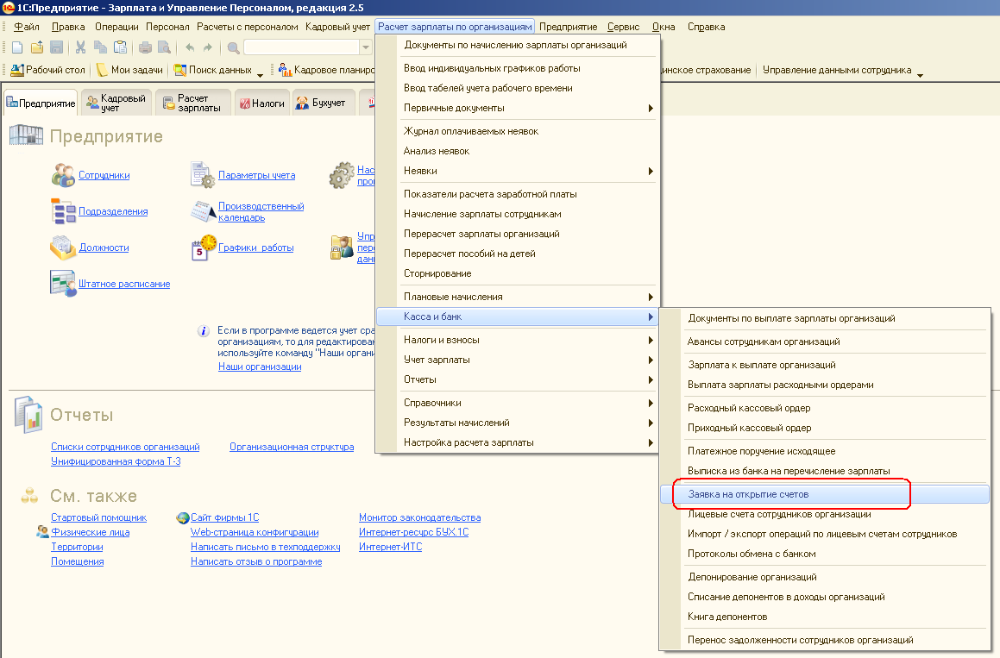 1С:Предприятие - Зарплата и Управление Персоналом, редакция 2.5
Файл Правка Операции Персонал Расчеты с персоналом Кадровый учет Расчет зарплаты по организациям Предприятие Сервис Окна Справка
Рабочий стол Мои задачи Поиск данных Кадровое планиро инское страхование Управление данными сотрудника
Предприятие
Кадровый
учет
Расчет
зарплаты
Налоги
Бухучет
Предприятие
Сотрудники
Параметры учета
Нас
про
Подразделения
Производственный
календарь
Должности
Графики работы
Упр
пер
дан
Штатное расписание
Если в программе ведется учет сра
организациям, то для редактирован
используйте команду "Наши органи
Наши организации
Отчеты
Списки сотрудников организаций
Организационная структура
Унифицированная форма Т-3
См. также
Стартовый помощник
Сайт фирмы 1С
Монитор законодательства
Физические лица
Web-страница конфигурации
Интернет-ресурс БУХ.1С
Территории
Написать письмо в техподдержку
Интернет-ИТС
Помещения
Написать отзыв о программе
Документы по начислению зарплаты организаций
Ввод индивидуальных графиков работы
Ввод табелей учета рабочего времени
Первичные документы
Журнал оплачиваемых неявок
Анализ неявок
Неявки
Показатели расчета заработной платы
Начисление зарплаты сотрудникам
Перерасчет зарплаты организаций
Перерасчет пособий на детей
Сторнирование
Плановые начисления
Касса и банк
Налоги и взносы
Учет зарплаты
Отчеты
Справочники
Результаты начислений
Настройка расчета зарплаты
Документы по выплате зарплаты организаций
Авансы сотрудникам организаций
Зарплата к выплате организаций
Выплата зарплаты расходными ордерами
Расходный кассовый ордер
Приходный кассовый ордер
Платежное поручение исходящее
Выписка из банка на перечисление зарплаты
Заявка на открытие счетов
Лицевые счета сотрудников организации
Импорт / экспорт операций по лицевым счетам сотрудников
Протоколы обмена с банком
Депонирование организаций
Списание депонентов в доходы организаций
Книга депонентов
Перенос задолженности сотрудников организаций